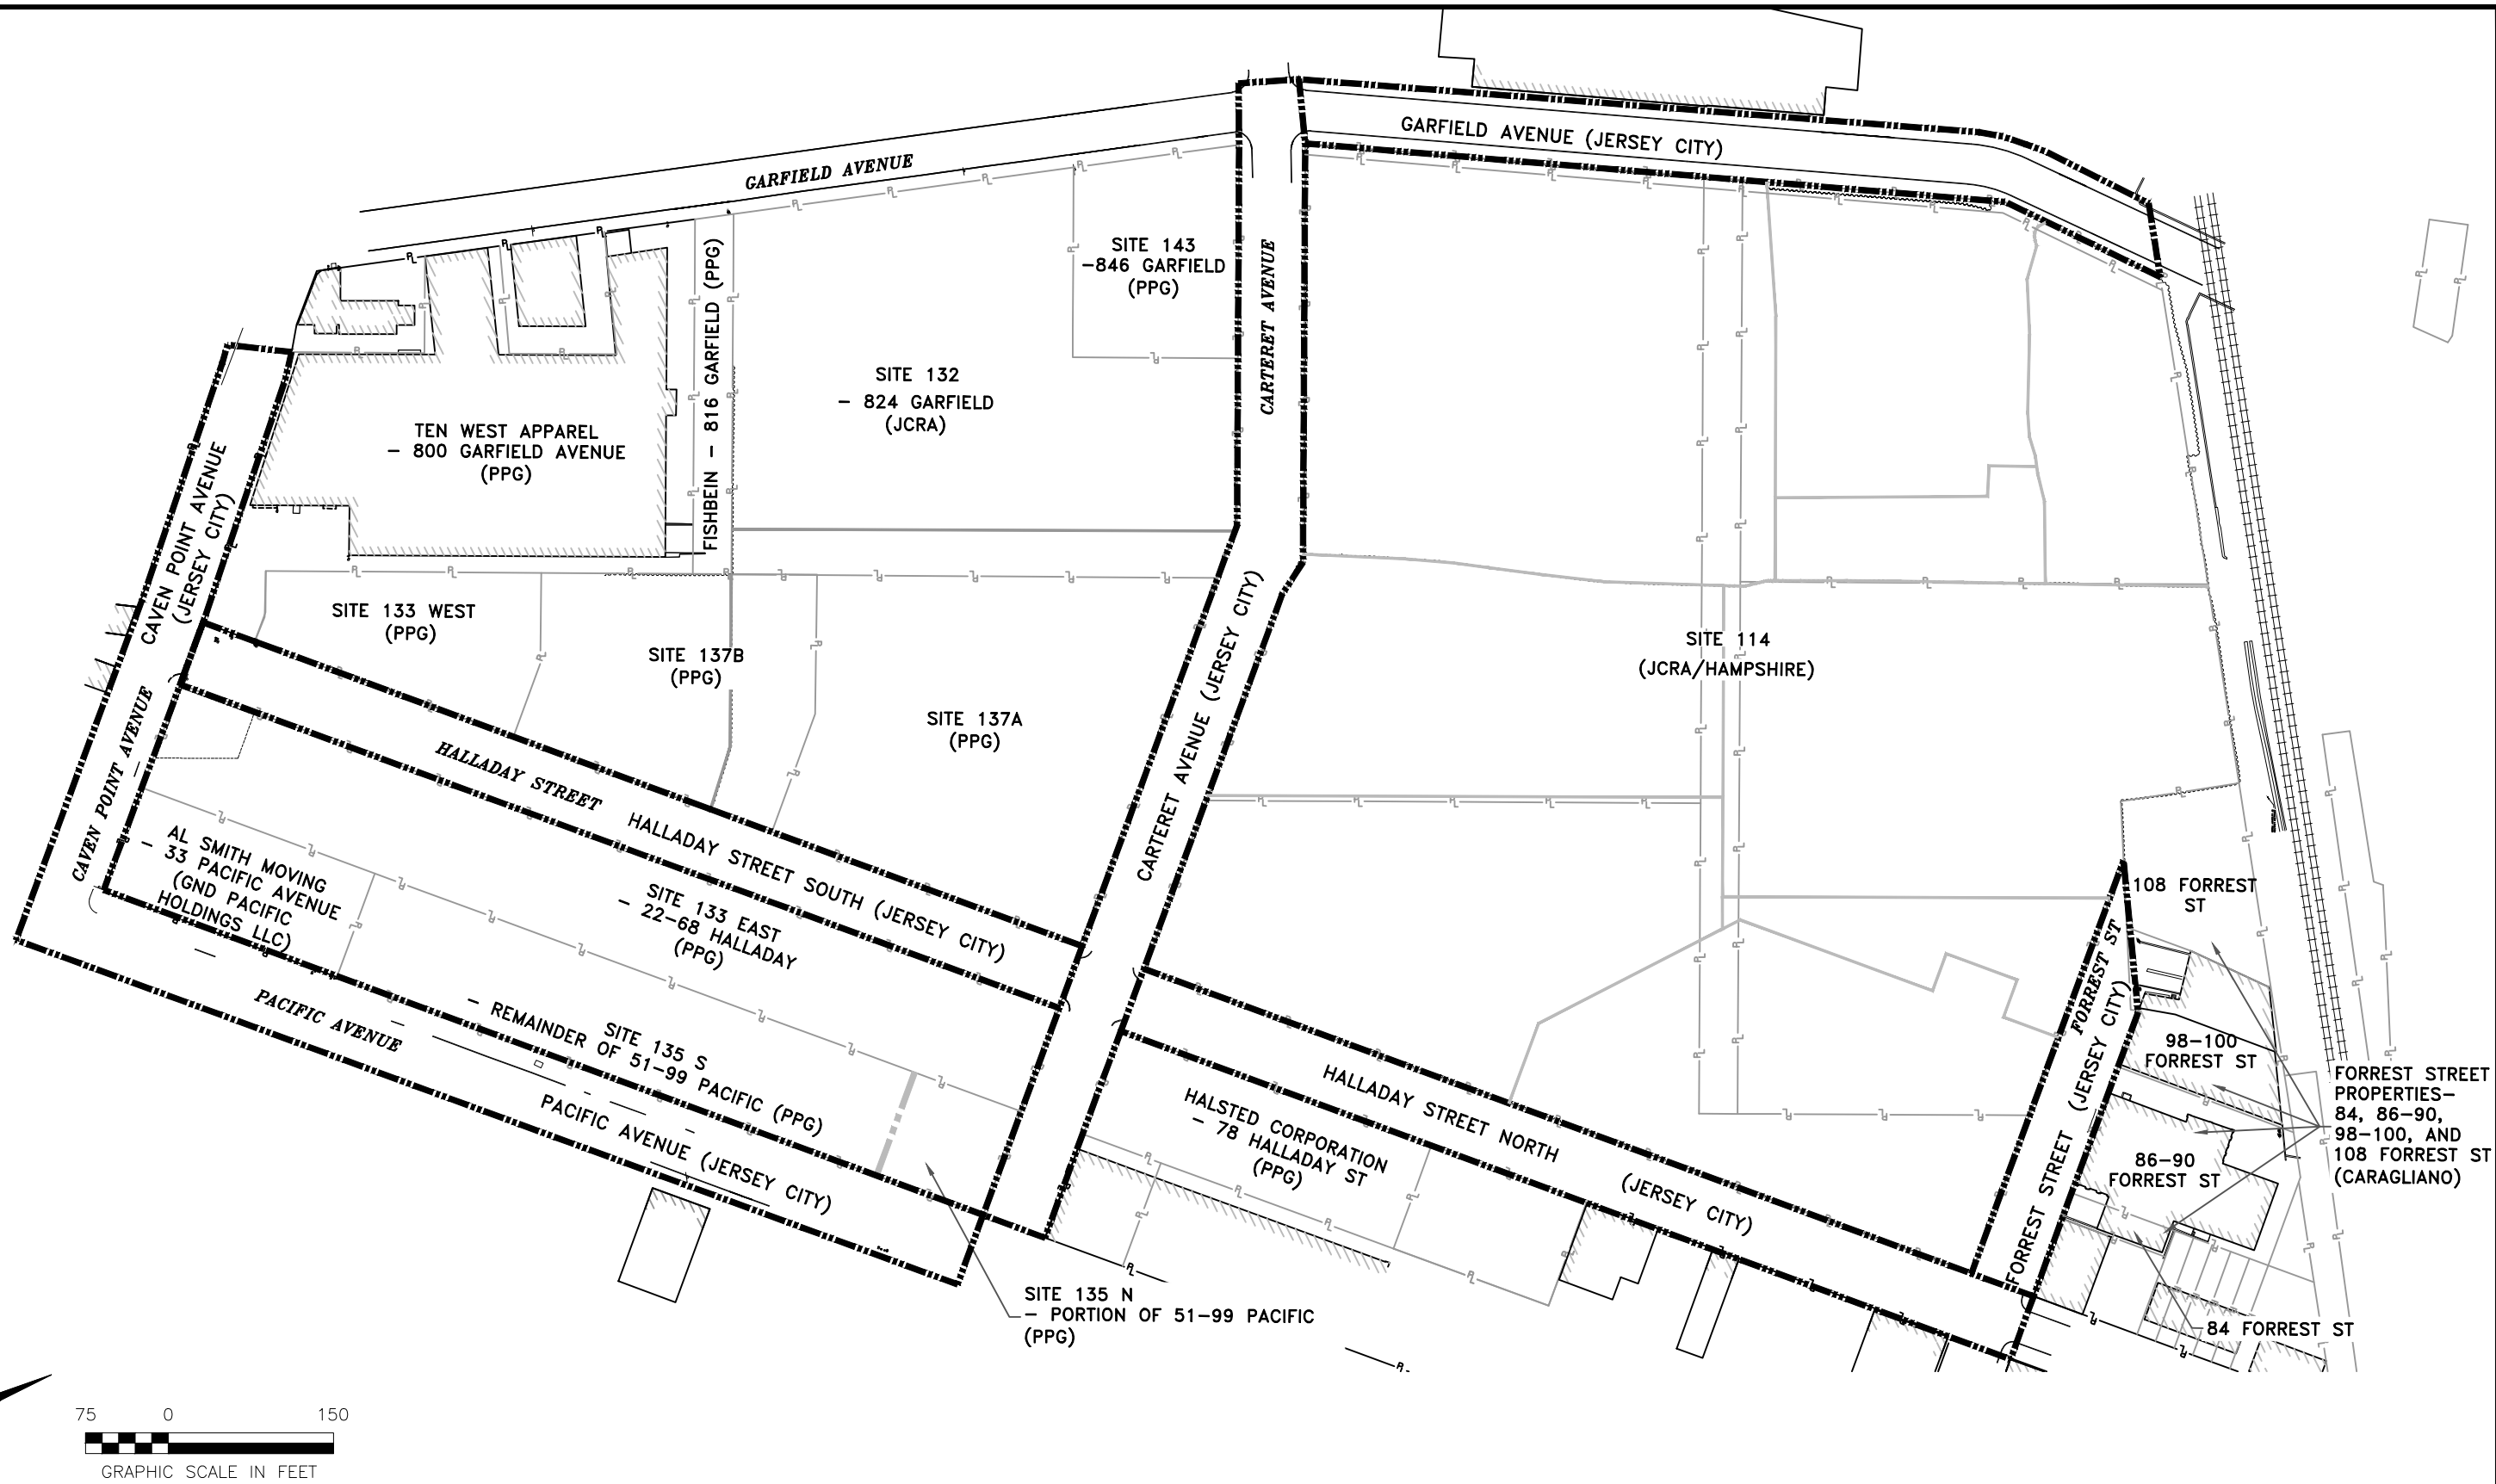 GARFIELD AVENUE (JERSEY CITY)
GARFIELD AVENUE
SITE 143
-846 GARFIELD
(PPG)
CARTERET AVENUE
FISHBEIN - 816 GARFIELD (PPG)
SITE 132
- 824 GARFIELD
(JCRA)
TEN WEST APPAREL
- 800 GARFIELD AVENUE
(PPG)
CAVEN POINT AVENUE
(JERSEY CITY)
SITE 133 WEST
(PPG)
SITE 137B
(PPG)
SITE 137A
(PPG)
CARTERET AVENUE (JERSEY CITY)
SITE 114
(JCRA/HAMPSHIRE)
CAVEN POINT AVENUE
HALLADAY STREET
HALLADAY STREET SOUTH (JERSEY CITY)
AL SMITH MOVING
- 33 PACIFIC AVENUE
(GND PACIFIC
HOLDINGS LLC)
SITE 133 EAST
- 22-68 HALLADAY
(PPG)
PACIFIC AVENUE
SITE 135 S
- REMAINDER OF 51-99 PACIFIC (PPG)
PACIFIC AVENUE (JERSEY CITY)
HALSTED CORPORATION
- 78 HALLADAY ST
(PPG)
HALLADAY STREET NORTH
(JERSEY CITY)
FORREST ST
FORREST STREET (JERSEY CITY)
108 FORREST
ST
98-100
FORREST ST
86-90
FORREST ST
FORREST STREET
PROPERTIES-
84, 86-90,
98-100, AND
108 FORREST ST
(CARAGLIANO)
84 FORREST ST
SITE 135 N
- PORTION OF 51-99 PACIFIC
(PPG)
75 0 150
GRAPHIC SCALE IN FEET